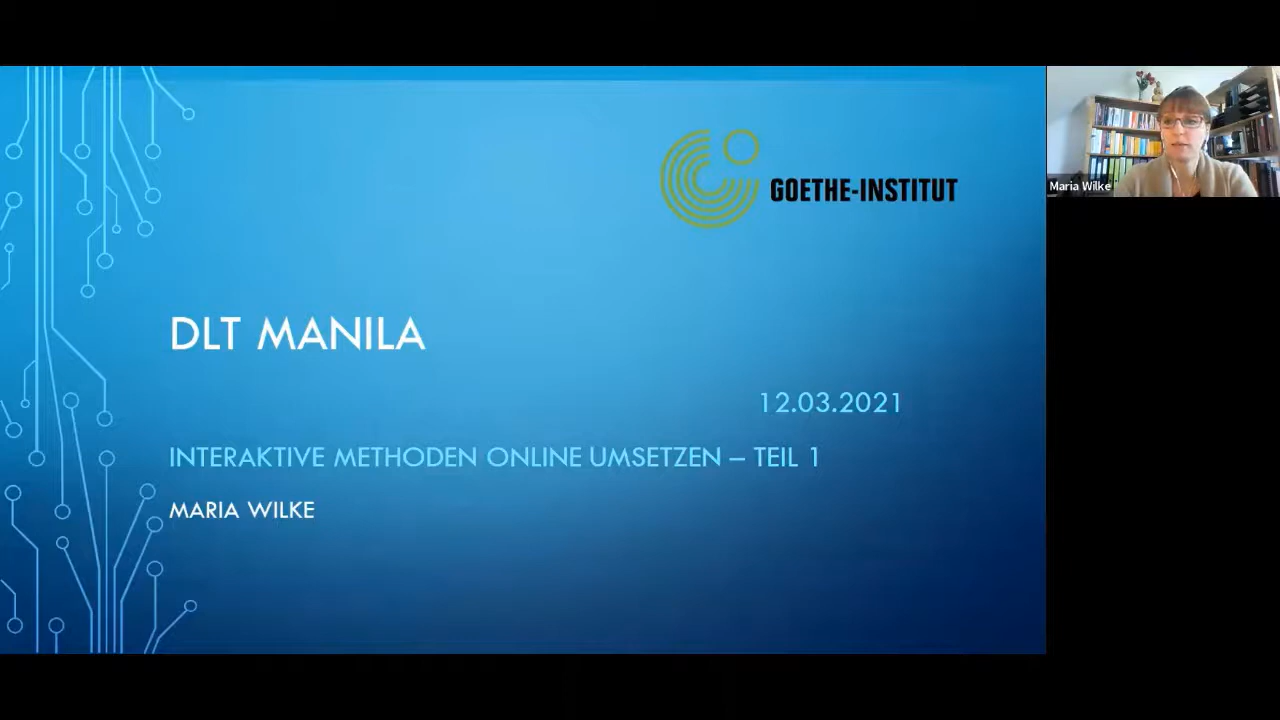 GOETHE-INSTITUT
Maria Wilke
DLT MANILA
12.03.2021
INTERAKTIVE METHODEN ONLINE UMSETZEN – TEIL 1
MARIA WILKE